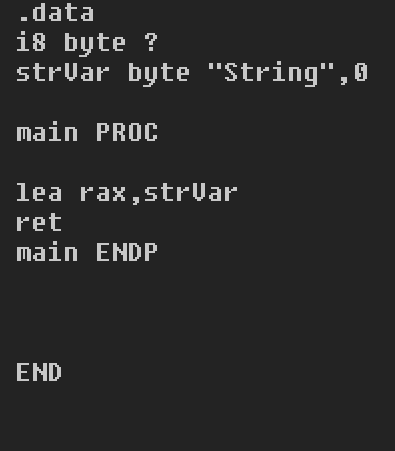 .data
i8 byte ?
strVar byte "String",0
main PROC
lea rax,strVar
ret
main ENDP
END